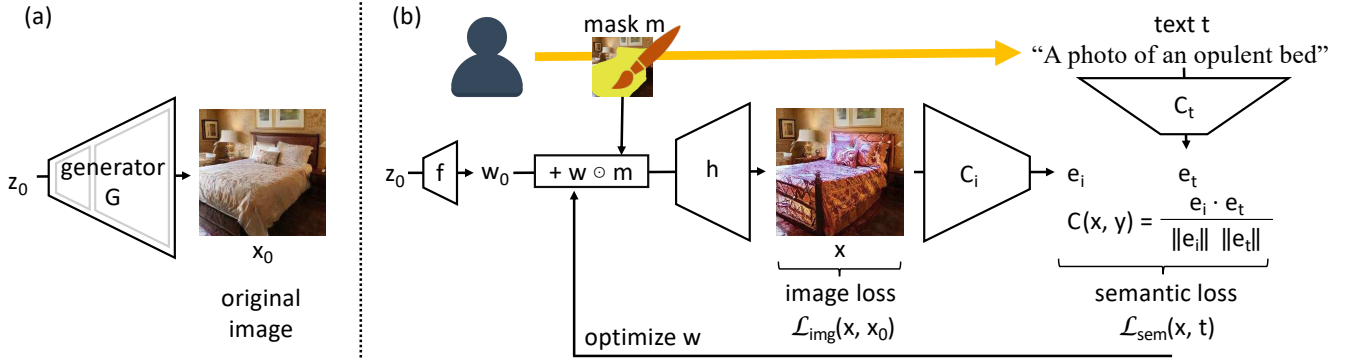 (a)
z₀
generator
G
x₀
original
image
(b)
mask m
text t
“A photo of an opulent bed”
Cₜ
z₀
f
w₀
+ w ⊙ m
h
x
Cᵢ
eᵢ
eₜ
C(x, y) = eᵢ · eₜ / ‖eᵢ‖ ‖eₜ‖
image loss
ℒimg(x, x₀)
semantic loss
ℒsem(x, t)
optimize w